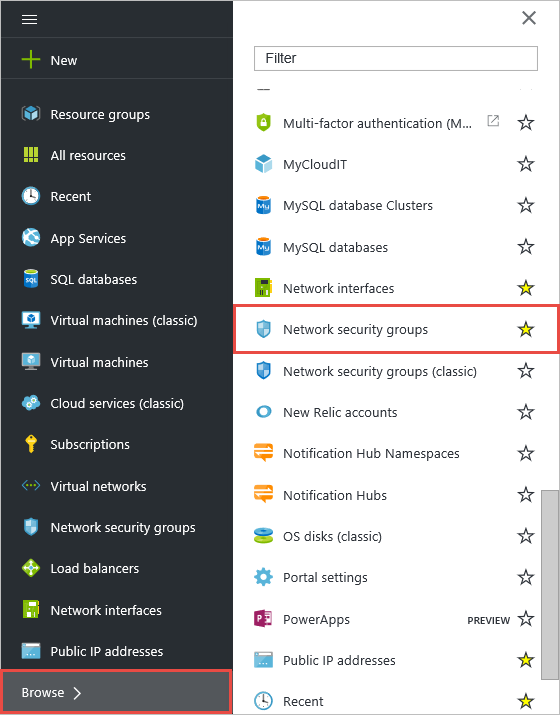 New
Resource groups
All resources
Recent
App Services
SQL databases
Virtual machines (classic)
Virtual machines
Cloud services (classic)
Subscriptions
Virtual networks
Network security groups
Load balancers
Network interfaces
Public IP addresses
Browse
Filter
Multi-factor authentication (M...
MyCloudIT
MySQL database Clusters
MySQL databases
Network interfaces
Network security groups
Network security groups (classic)
New Relic accounts
Notification Hub Namespaces
Notification Hubs
OS disks (classic)
Portal settings
PowerApps PREVIEW
Public IP addresses
Recent